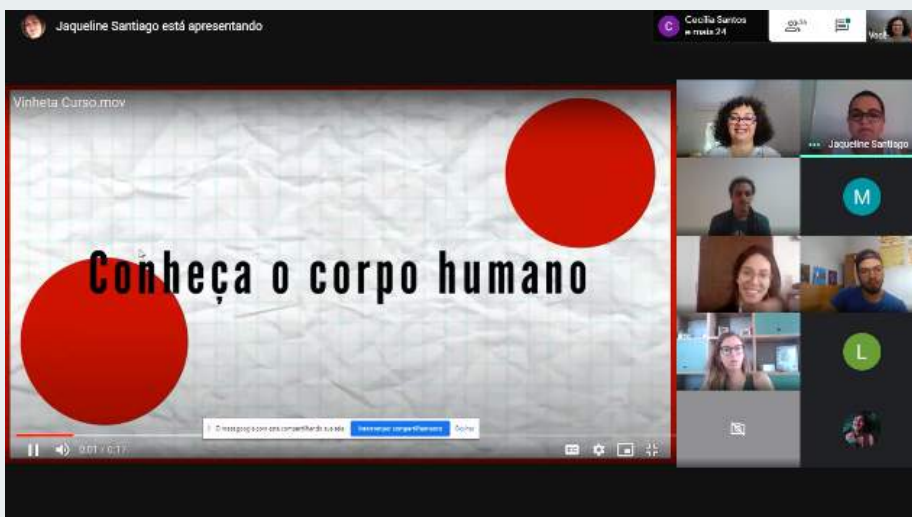 Jaqueline Santiago está apresentando
C
Cecília Santos
e mais 24
Você
Vinheta Curso.mov
Conheça o corpo humano
Jaqueline Santiago
M
L
0:01 / 0:17